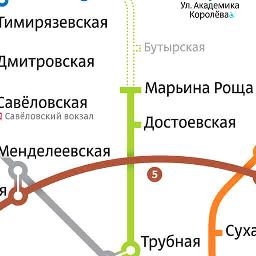 Ул. Академика
Королёва
Тимирязевская
Бутырская
Дмитровская
Марьина Роща
Савёловская
Савёловский вокзал
Достоевская
Менделеевская
я
5
Трубная
Суха